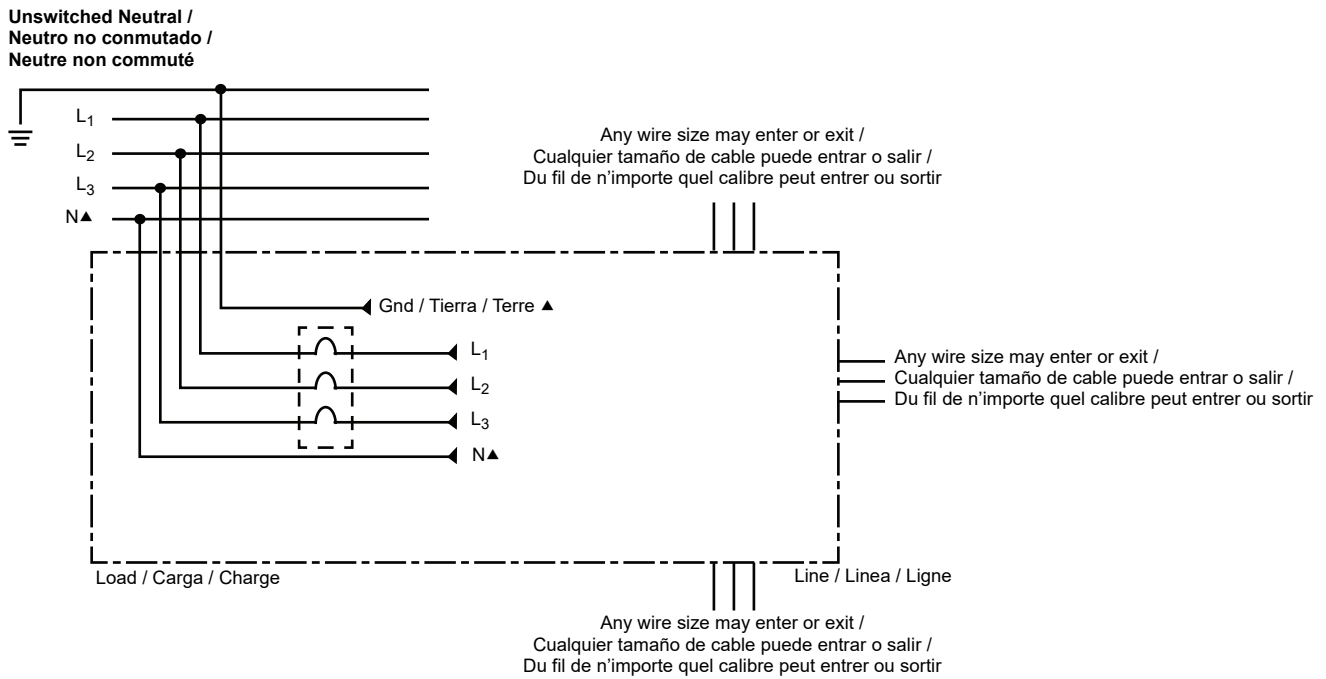 Unswitched Neutral /
Neutro no conmutado /
Neutre non commuté
L1
L2
L3
N▲
Any wire size may enter or exit /
Cualquier tamaño de cable puede entrar o salir /
Du fil de n’importe quel calibre peut entrer ou sortir
Gnd / Tierra / Terre ▲
L1
L2
L3
N▲
Any wire size may enter or exit /
Cualquier tamaño de cable puede entrar o salir /
Du fil de n’importe quel calibre peut entrer ou sortir
Load / Carga / Charge
Line / Linea / Ligne
Any wire size may enter or exit /
Cualquier tamaño de cable puede entrar o salir /
Du fil de n’importe quel calibre peut entrer ou sortir